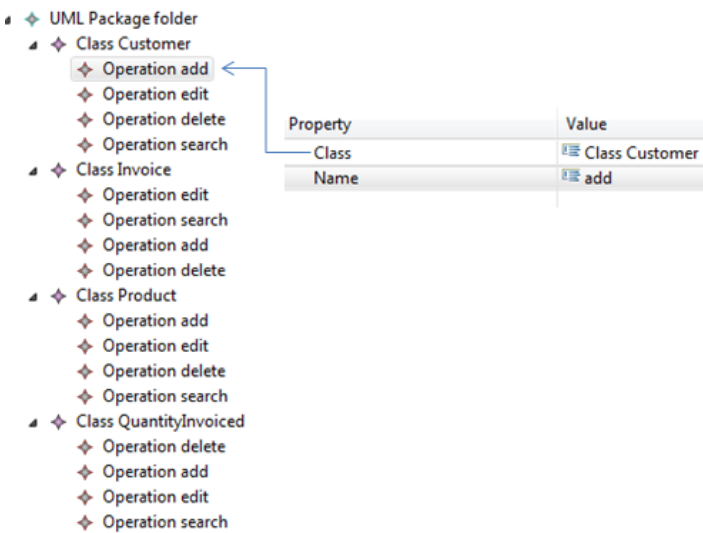 UML Package folder
Class Customer
Operation add
Operation edit
Operation delete
Operation search
Class Invoice
Operation edit
Operation search
Operation add
Operation delete
Class Product
Operation add
Operation edit
Operation delete
Operation search
Class QuantityInvoiced
Operation delete
Operation add
Operation edit
Operation search
Property Value
Class Class Customer
Name add